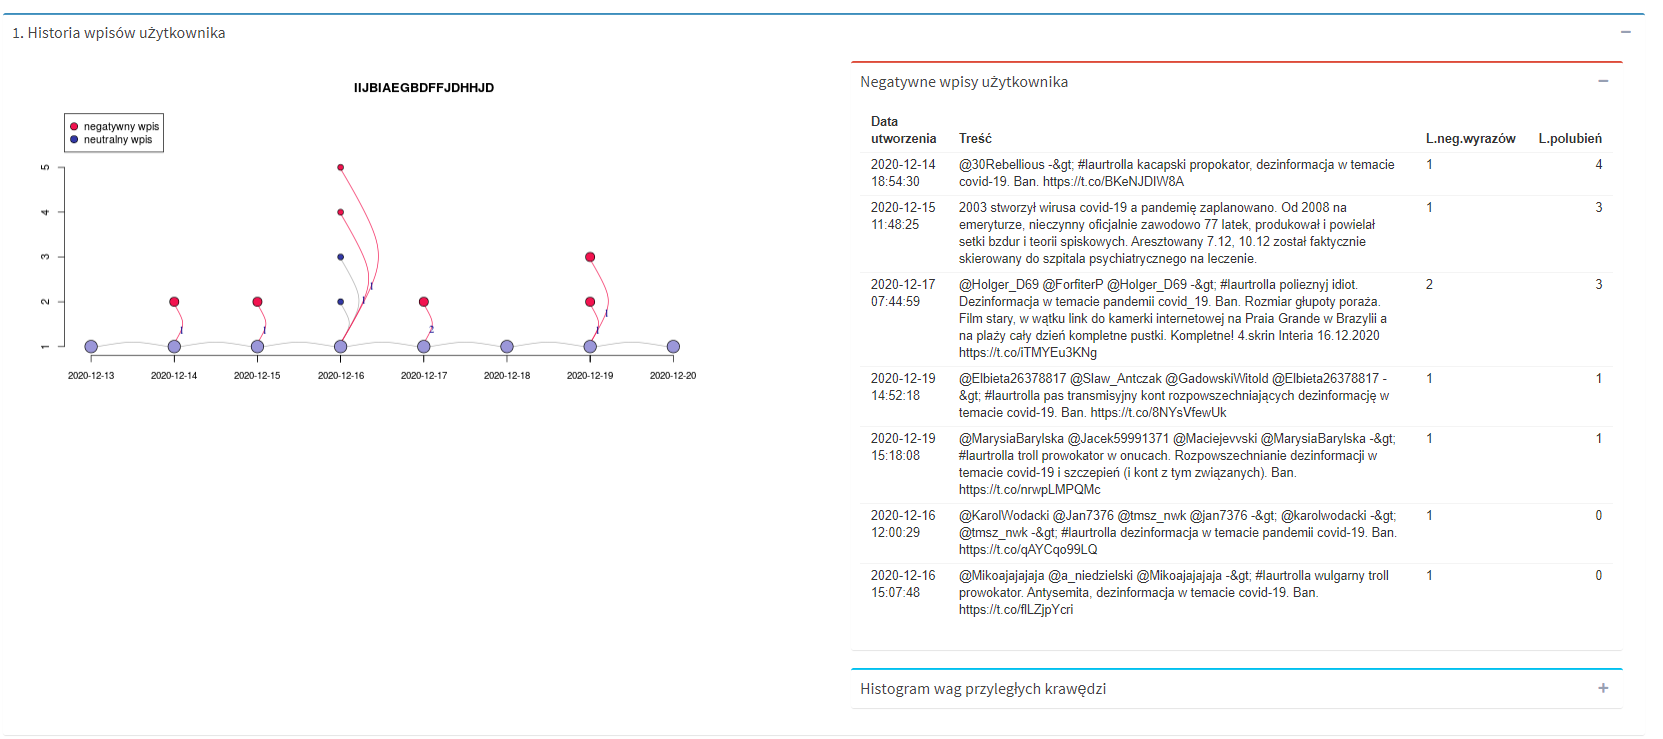 1. Historia wpisów użytkownika
IIJBIAEGBDFFJDHHJD
negatywny wpis
neutralny wpis
5
4
3
2
1
1
1
1
1
2
1
1
2020-12-13
2020-12-14
2020-12-15
2020-12-16
2020-12-17
2020-12-18
2020-12-19
2020-12-20
Negatywne wpisy użytkownika
Data
utworzenia Treść L.neg.wyrazów L.polubień
2020-12-14 @30Rebellious -&gt; #laurtrolla kacapski propokator, dezinformacja w temacie 1 4
18:54:30 covid-19. Ban. https://t.co/BKeNJDIW8A
2020-12-15 2003 stworzył wirusa covid-19 a pandemię zaplanowano. Od 2008 na 1 3
11:48:25 emeryturze, nieczynny oficjalnie zawodowo 77 latek, produkował i powielał
setki bzdur i teorii spiskowych. Aresztowany 7.12, 10.12 został faktycznie
skierowany do szpitala psychiatrycznego na leczenie.
2020-12-17 @Holger_D69 @ForfiterP @Holger_D69 -&gt; #laurtrolla polieznyj idiot. 2 3
07:44:59 Dezinformacja w temacie pandemii covid_19. Ban. Rozmiar głupoty poraża.
Film stary, w wątku link do kamerki internetowej na Praia Grande w Brazylii a
na plaży cały dzień kompletne pustki. Kompletne! 4.skrin Interia 16.12.2020
https://t.co/iTMYEu3KNg
2020-12-19 @Elbieta26378817 @Slaw_Antczak @GadowskiWitold @Elbieta26378817 - 1 1
14:52:18 &gt; #laurtrolla pas transmisyjny kont rozpowszechniających dezinformację w
temacie covid-19. Ban. https://t.co/8NYsVfewUk
2020-12-19 @MarysiaBarylska @Jacek59991371 @Maciejevvski @MarysiaBarylska -&gt; 1 1
15:18:08 #laurtrolla troll prowokator w onucach. Rozpowszechnianie dezinformacji w
temacie covid-19 i szczepień (i kont z tym związanych). Ban.
https://t.co/nrwpLMPQMc
2020-12-16 @KarolWodacki @Jan7376 @tmsz_nwk @jan7376 -&gt; @karolwodacki -&gt; 1 0
12:00:29 @tmsz_nwk -&gt; #laurtrolla dezinformacja w temacie pandemii covid-19. Ban.
https://t.co/qAYCqo99LQ
2020-12-16 @Mikoajajajaja @a_niedzielski @Mikoajajajaja -&gt; #laurtrolla wulgarny troll 1 0
15:07:48 prowokator. Antysemita, dezinformacja w temacie covid-19. Ban.
https://t.co/flLZjpYcri
Histogram wag przyległych krawędzi